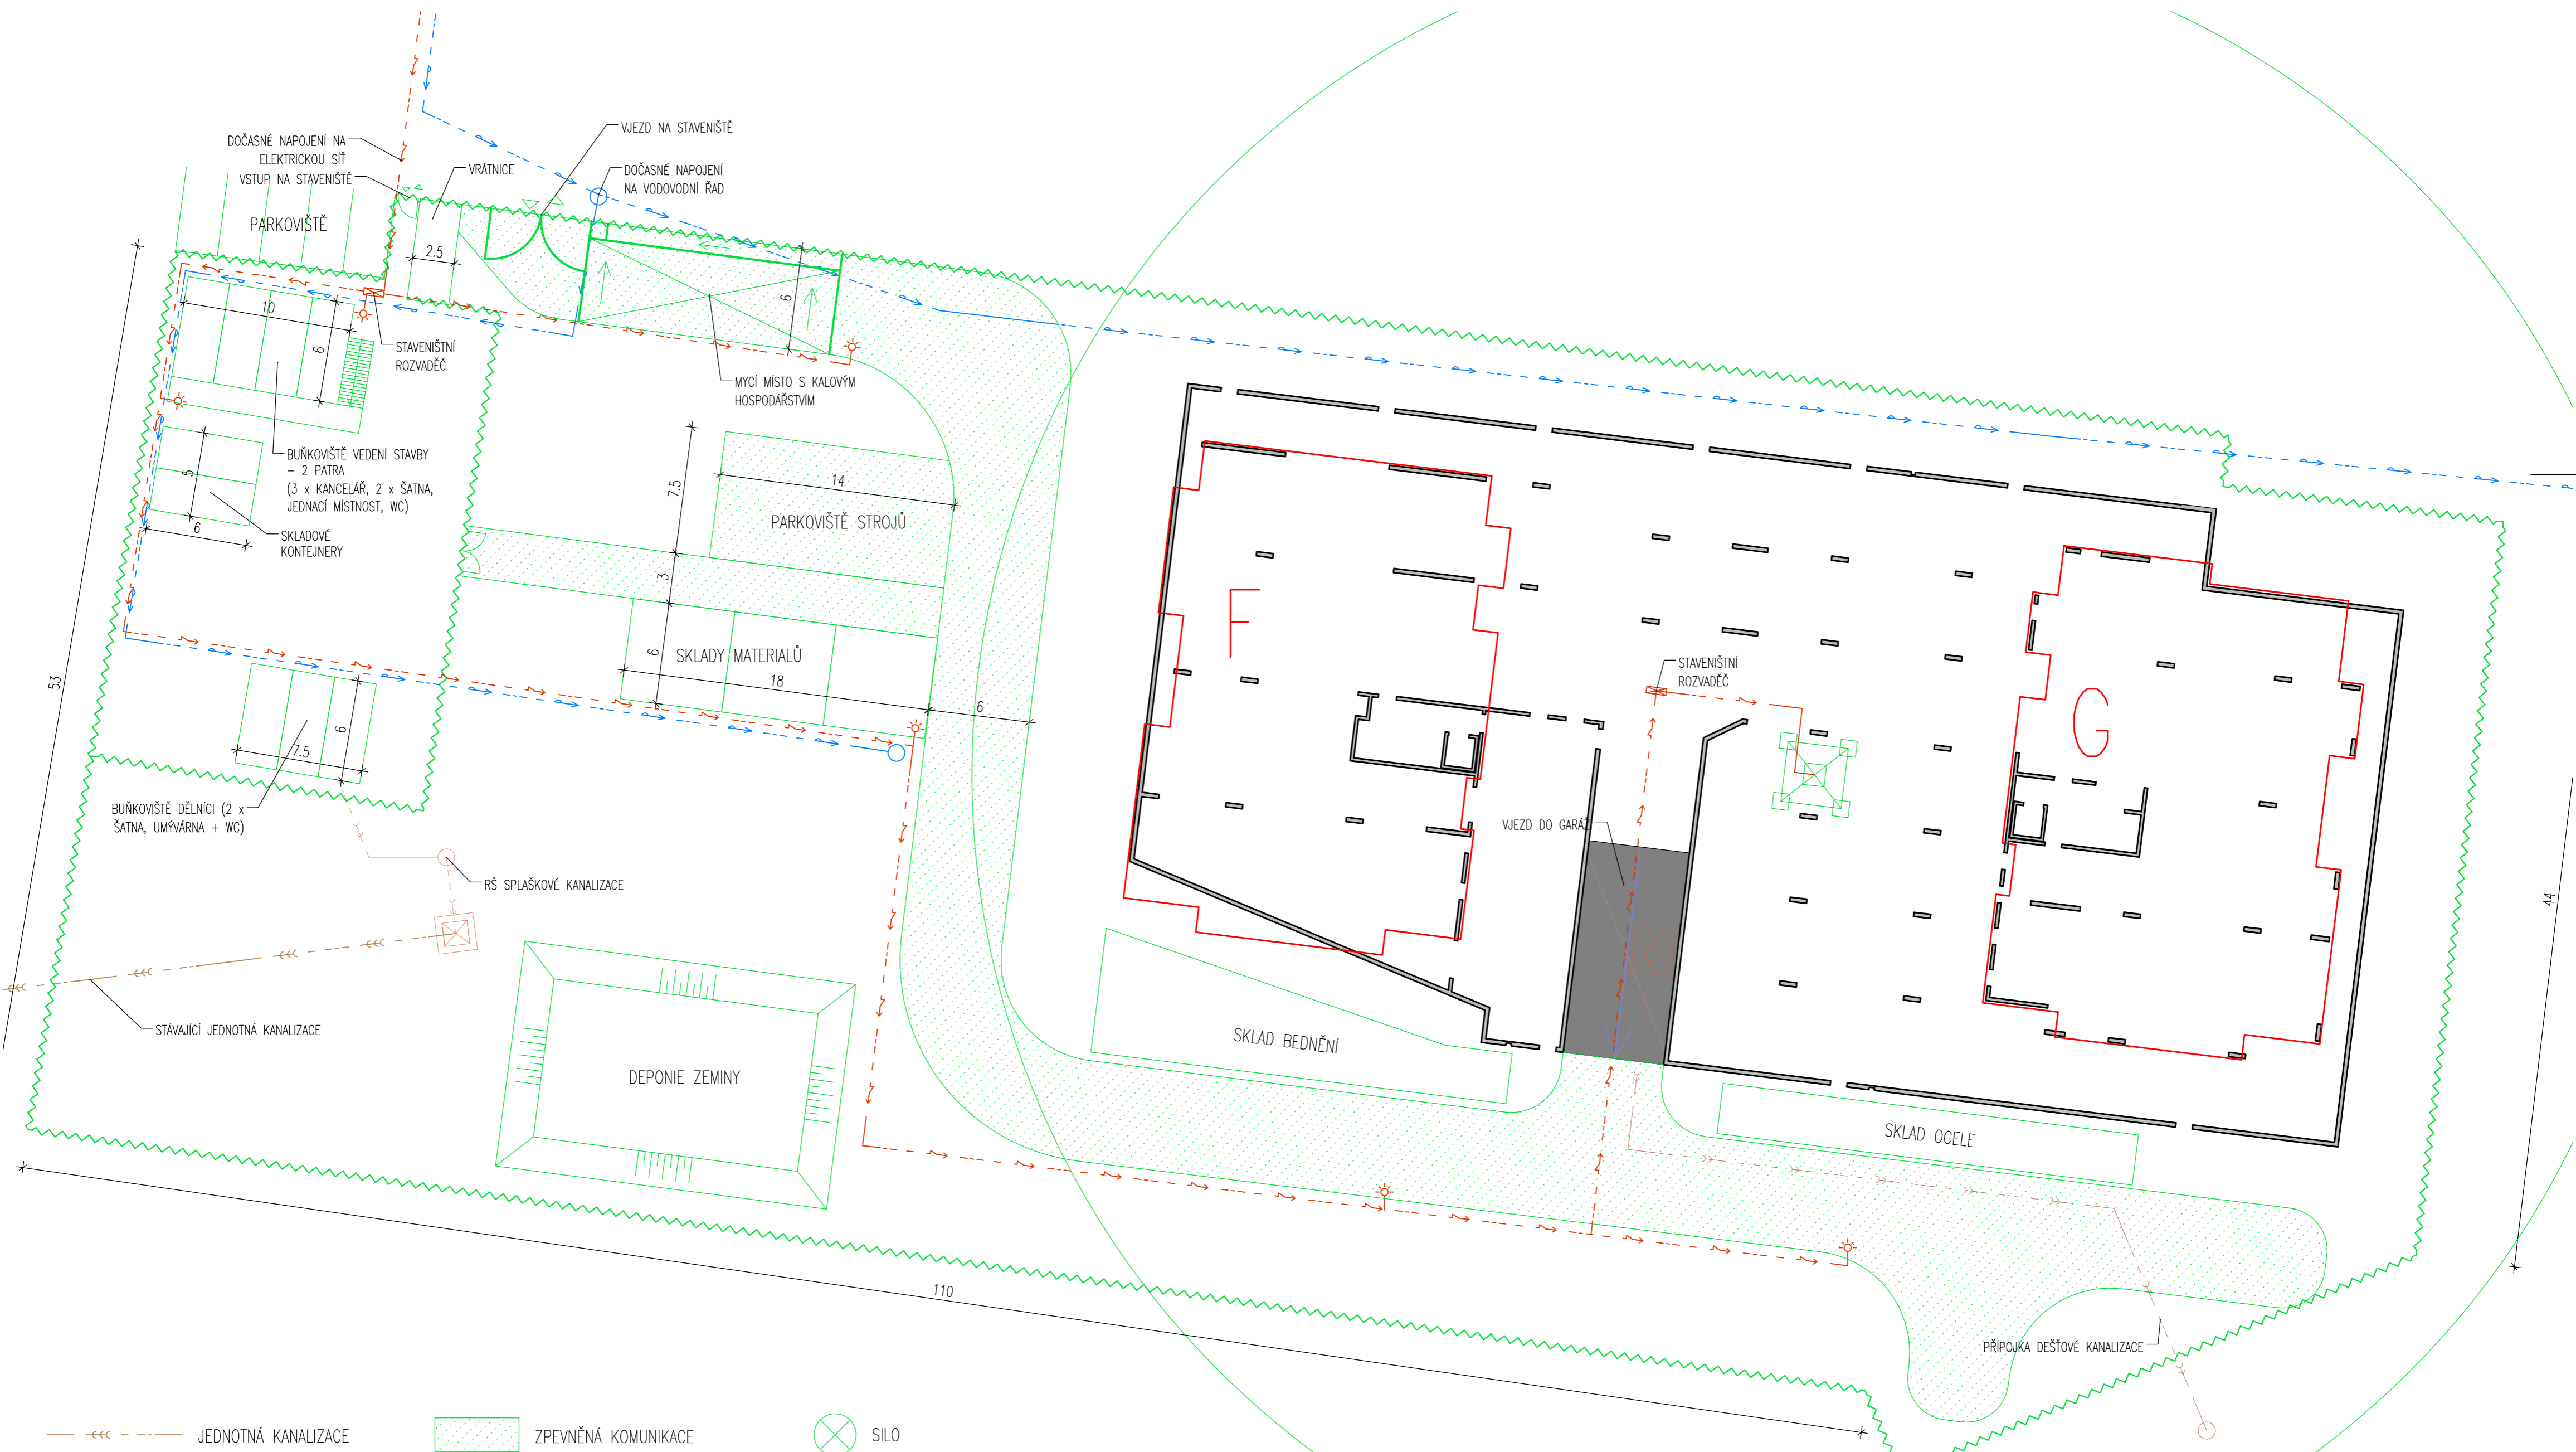 VJEZD NA STAVENIŠTĚ
DOČASNÉ NAPOJENÍ NA
ELEKTRICKOU SÍŤ
VSTUP NA STAVENIŠTĚ
VRÁTNICE
DOČASNÉ NAPOJENÍ
NA VODOVODNÍ ŘAD
PARKOVIŠTĚ
2.5
10
6
6
STAVENIŠTNÍ
ROZVADĚČ
MYCÍ MÍSTO S KALOVÝM
HOSPODÁŘSTVÍM
BUŇKOVIŠTĚ VEDENÍ STAVBY
- 2 PATRA
(3 x KANCELÁŘ, 2 x ŠATNA,
JEDNACÍ MÍSTNOST, WC)
5
6
SKLADOVÉ
KONTEJNERY
7.5
14
PARKOVIŠTĚ STROJŮ
3
6
SKLADY MATERIALŮ
18
6
53
F
G
STAVENIŠTNÍ
ROZVADĚČ
6
7.5
BUŇKOVIŠTĚ DĚLNÍCI (2 x
ŠATNA, UMÝVÁRNA + WC)
VJEZD DO GARÁŽ
RŠ SPLAŠKOVÉ KANALIZACE
44
STÁVAJÍCÍ JEDNOTNÁ KANALIZACE
DEPONIE ZEMINY
SKLAD BEDNĚNÍ
SKLAD OCELE
110
PŘÍPOJKA DEŠŤOVÉ KANALIZACE
JEDNOTNÁ KANALIZACE
ZPEVNĚNÁ KOMUNIKACE
SILO